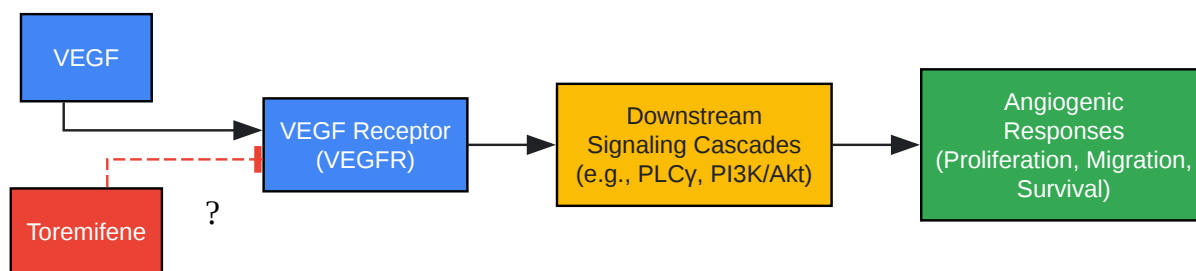 VEGF
VEGF Receptor
(VEGFR)
Downstream
Signaling Cascades
(e.g., PLCγ, PI3K/Akt)
Angiogenic
Responses
(Proliferation, Migration,
Survival)
Toremifene
?